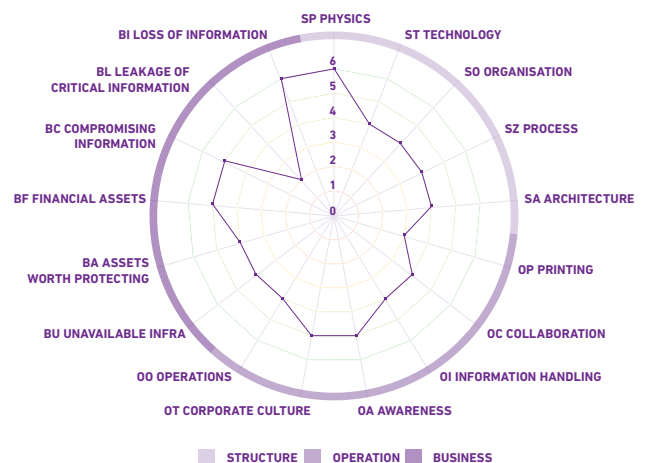 SP PHYSICS
BI LOSS OF INFORMATION
ST TECHNOLOGY
6
BL LEAKAGE OF
CRITICAL INFORMATION
SO ORGANISATION
5
4
BC COMPROMISING
INFORMATION
SZ PROCESS
3
2
1
BF FINANCIAL ASSETS
SA ARCHITECTURE
0
BA ASSETS
WORTH PROTECTING
OP PRINTING
BU UNAVAILABLE INFRA
OC COLLABORATION
OO OPERATIONS
OI INFORMATION HANDLING
OT CORPORATE CULTURE
OA AWARENESS
STRUCTURE
OPERATION
BUSINESS